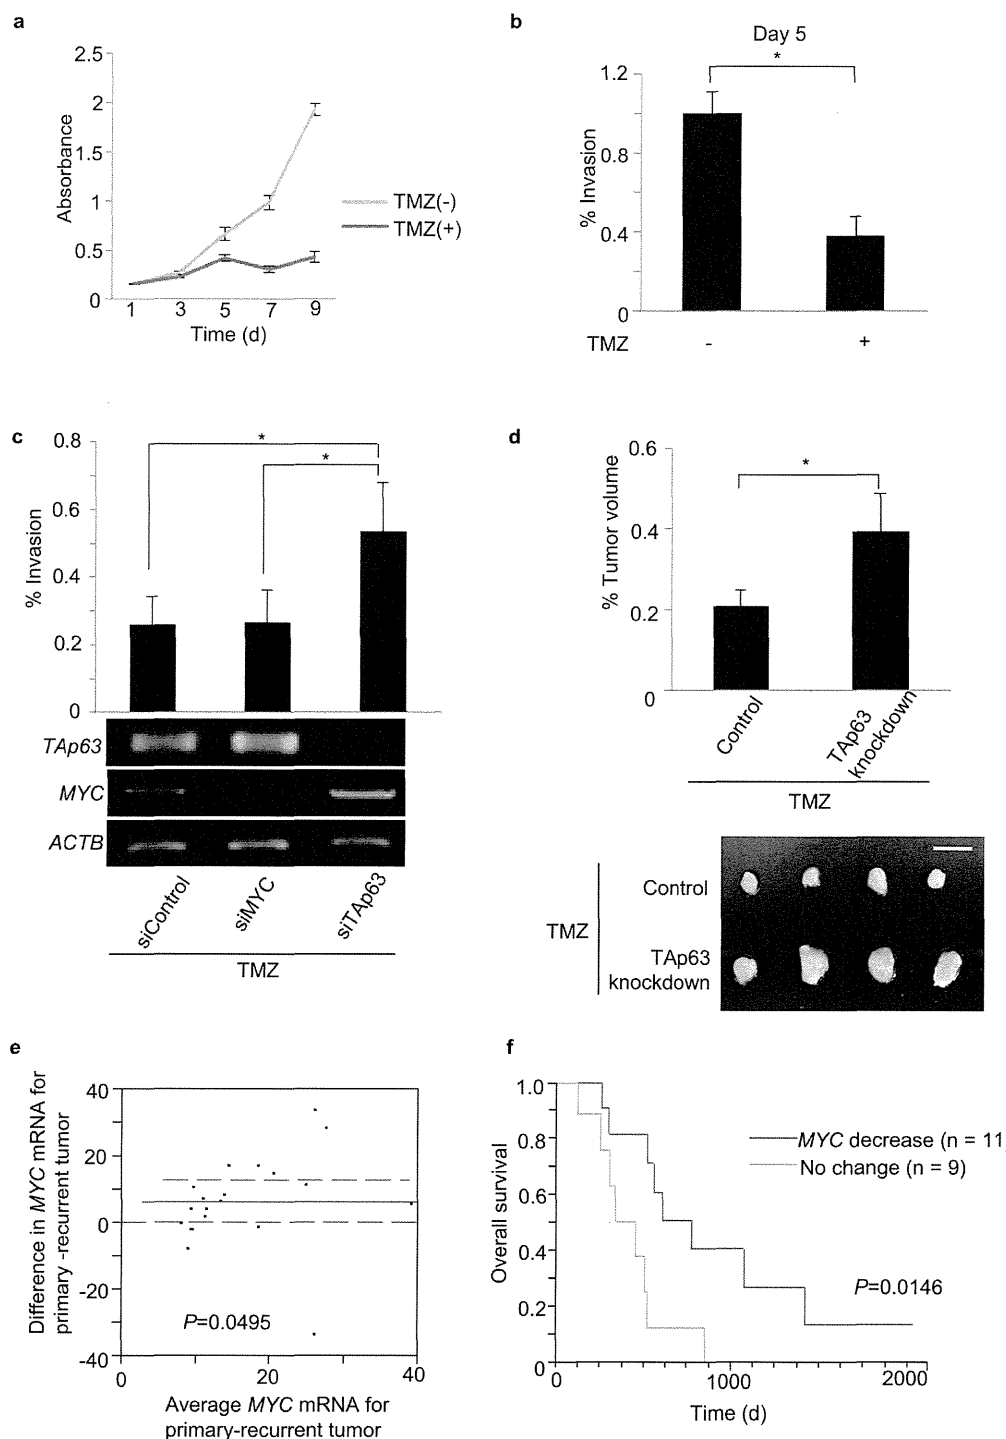 a
2.5
2
1.5
1
0.5
0
Absorbance
1 3 5 7 9
Time (d)
TMZ(-)
TMZ(+)
b
Day 5
*
1.2
0.8
0.4
0
% Invasion
TMZ - +
c
0.8
0.6
0.4
0.2
0
% Invasion
*
*
TAp63
MYC
ACTB
siControl
siMYC
siTAp63
TMZ
d
0.6
0.4
0.2
0
% Tumor volume
*
Control
TAp63
knockdown
TMZ
TMZ
Control
TAp63
knockdown
e
40
20
0
-20
-40
Difference in MYC mRNA for
primary -recurrent tumor
P=0.0495
0 20 40
Average MYC mRNA for
primary-recurrent tumor
f
1.0
0.8
0.6
0.4
0.2
0
Overall survival
MYC decrease (n = 11
No change (n = 9)
P=0.0146
1000 2000
Time (d)